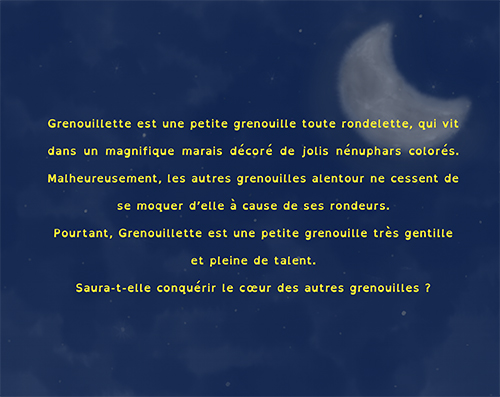 Grenouillette est une petite grenouille toute rondelette, qui vit
dans un magnifique marais décoré de jolis nénuphars colorés.
Malheureusement, les autres grenouilles alentour ne cessent de
se moquer d’elle à cause de ses rondeurs.
Pourtant, Grenouillette est une petite grenouille très gentille
et pleine de talent.
Saura-t-elle conquérir le cœur des autres grenouilles ?